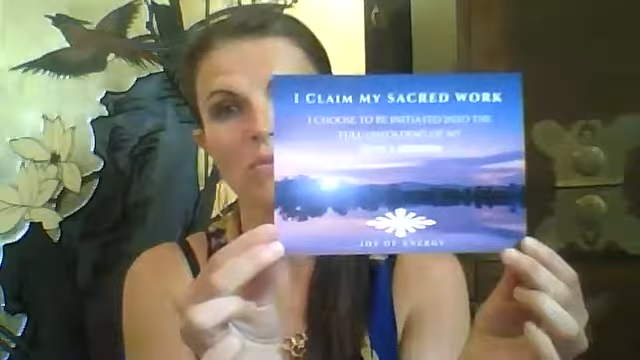 I CLAIM MY SACRED WORK
I CHOOSE TO BE INITIATED INTO THE
FULL UNFOLDING OF MY
JOY OF ENERGY